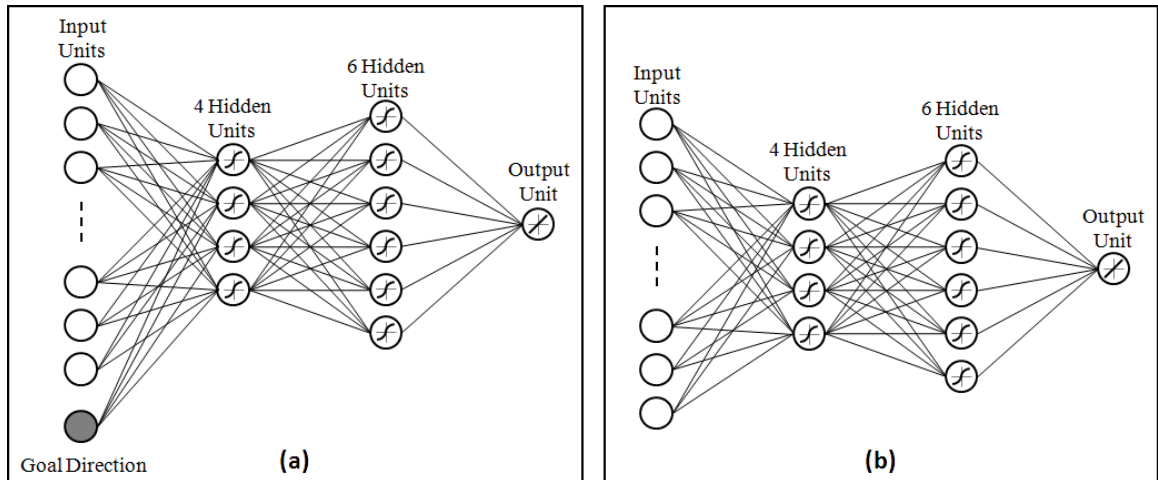 Input
Units
4 Hidden
Units
6 Hidden
Units
Output
Unit
Goal Direction
(a)
Input
Units
4 Hidden
Units
6 Hidden
Units
Output
Unit
(b)